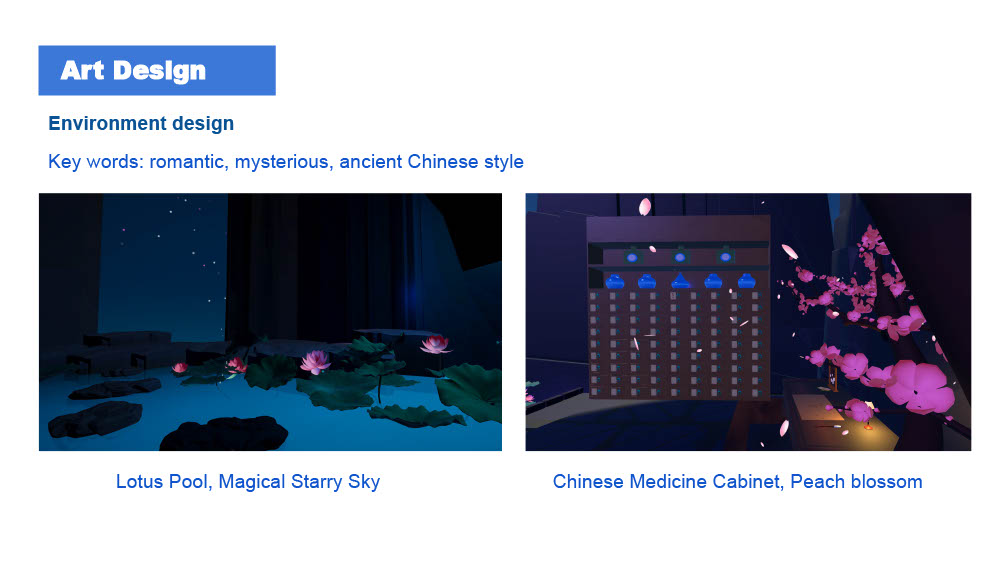 Art Design
Environment design
Key words: romantic, mysterious, ancient Chinese style
Lotus Pool, Magical Starry Sky
Chinese Medicine Cabinet, Peach blossom